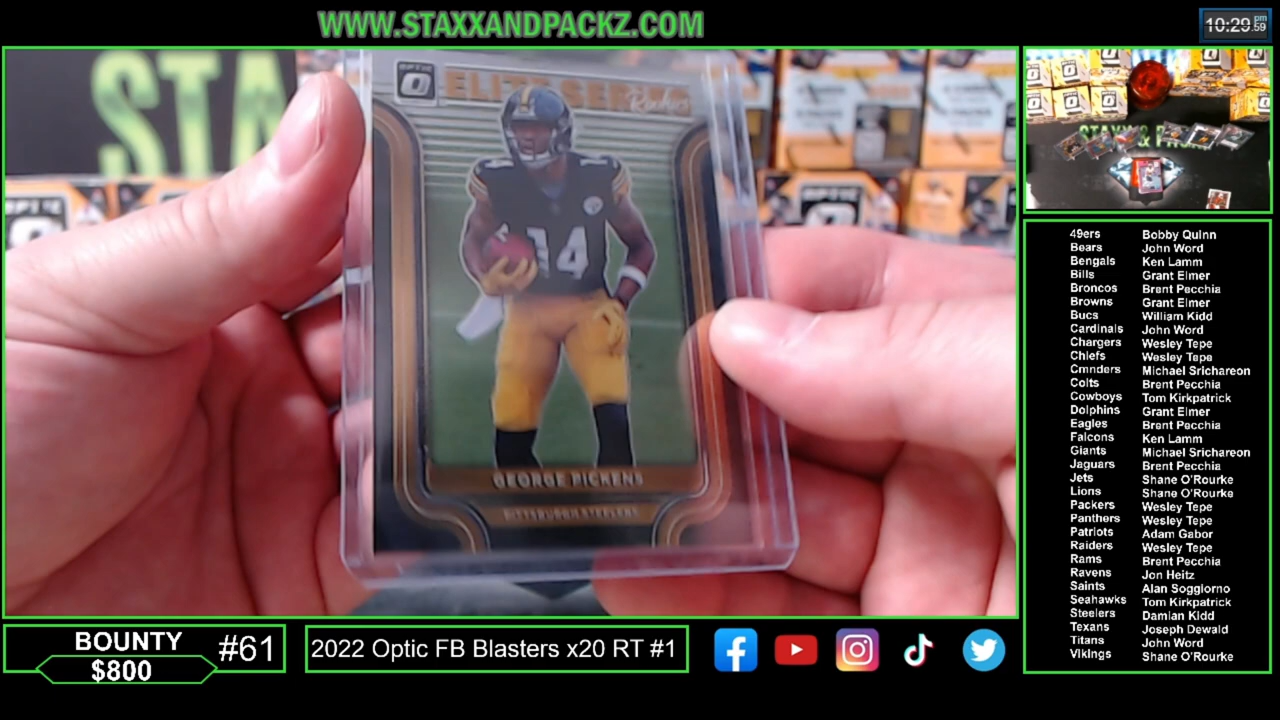 WWW.STAXXANDPACKZ.COM
10:29 pm
.59
STA
OPTIC
ELITE SERIES
Rookies
14
GEORGE PICKENS
PITTSBURGH STEELERS
49ers Bobby Quinn
Bears John Word
Bengals Ken Lamm
Bills Grant Elmer
Broncos Brent Pecchia
Browns Grant Elmer
Bucs William Kidd
Cardinals John Word
Chargers Wesley Tepe
Chiefs Wesley Tepe
Cmnders Michael Srichareon
Colts Brent Pecchia
Cowboys Tom Kirkpatrick
Dolphins Grant Elmer
Eagles Brent Pecchia
Falcons Ken Lamm
Giants Michael Srichareon
Jaguars Brent Pecchia
Jets Shane O'Rourke
Lions Shane O'Rourke
Packers Wesley Tepe
Panthers Wesley Tepe
Patriots Adam Gabor
Raiders Wesley Tepe
Rams Brent Pecchia
Ravens Jon Heitz
Saints Alan Soggiorno
Seahawks Tom Kirkpatrick
Steelers Damian Kidd
Texans Joseph Dewald
Titans John Word
Vikings Shane O'Rourke
BOUNTY #61
$800
2022 Optic FB Blasters x20 RT #1